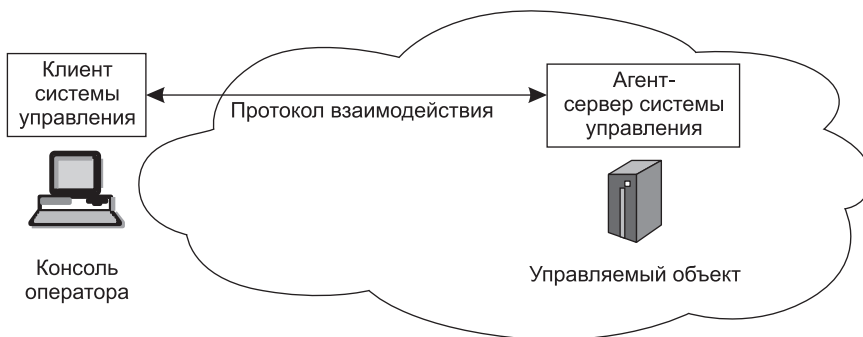 Клиент
системы
управления
Протокол взаимодействия
Агент-
сервер системы
управления
Консоль
оператора
Управляемый объект